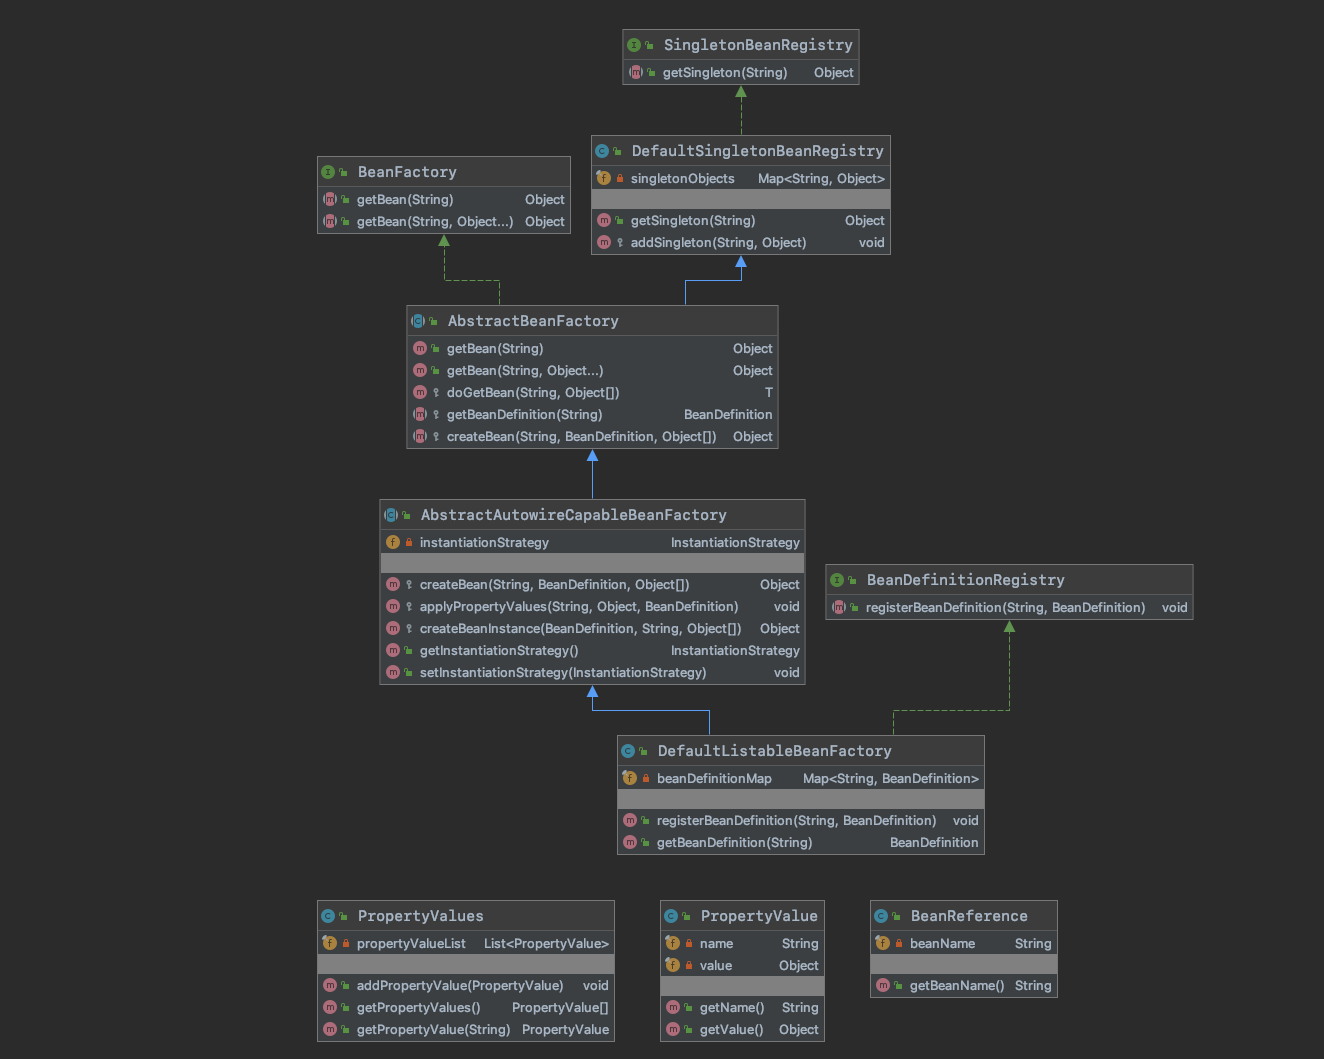 SingletonBeanRegistry
getSingleton(String) Object
DefaultSingletonBeanRegistry
singletonObjects Map<String, Object>
getSingleton(String) Object
addSingleton(String, Object) void
BeanFactory
getBean(String) Object
getBean(String, Object...) Object
AbstractBeanFactory
getBean(String) Object
getBean(String, Object...) Object
doGetBean(String, Object[]) T
getBeanDefinition(String) BeanDefinition
createBean(String, BeanDefinition, Object[]) Object
AbstractAutowireCapableBeanFactory
instantiationStrategy InstantiationStrategy
createBean(String, BeanDefinition, Object[]) Object
applyPropertyValues(String, Object, BeanDefinition) void
createBeanInstance(BeanDefinition, String, Object[]) Object
getInstantiationStrategy() InstantiationStrategy
setInstantiationStrategy(InstantiationStrategy) void
BeanDefinitionRegistry
registerBeanDefinition(String, BeanDefinition) void
DefaultListableBeanFactory
beanDefinitionMap Map<String, BeanDefinition>
registerBeanDefinition(String, BeanDefinition) void
getBeanDefinition(String) BeanDefinition
PropertyValues
propertyValueList List<PropertyValue>
addPropertyValue(PropertyValue) void
getPropertyValues() PropertyValue[]
getPropertyValue(String) PropertyValue
PropertyValue
name String
value Object
getName() String
getValue() Object
BeanReference
beanName String
getBeanName() String